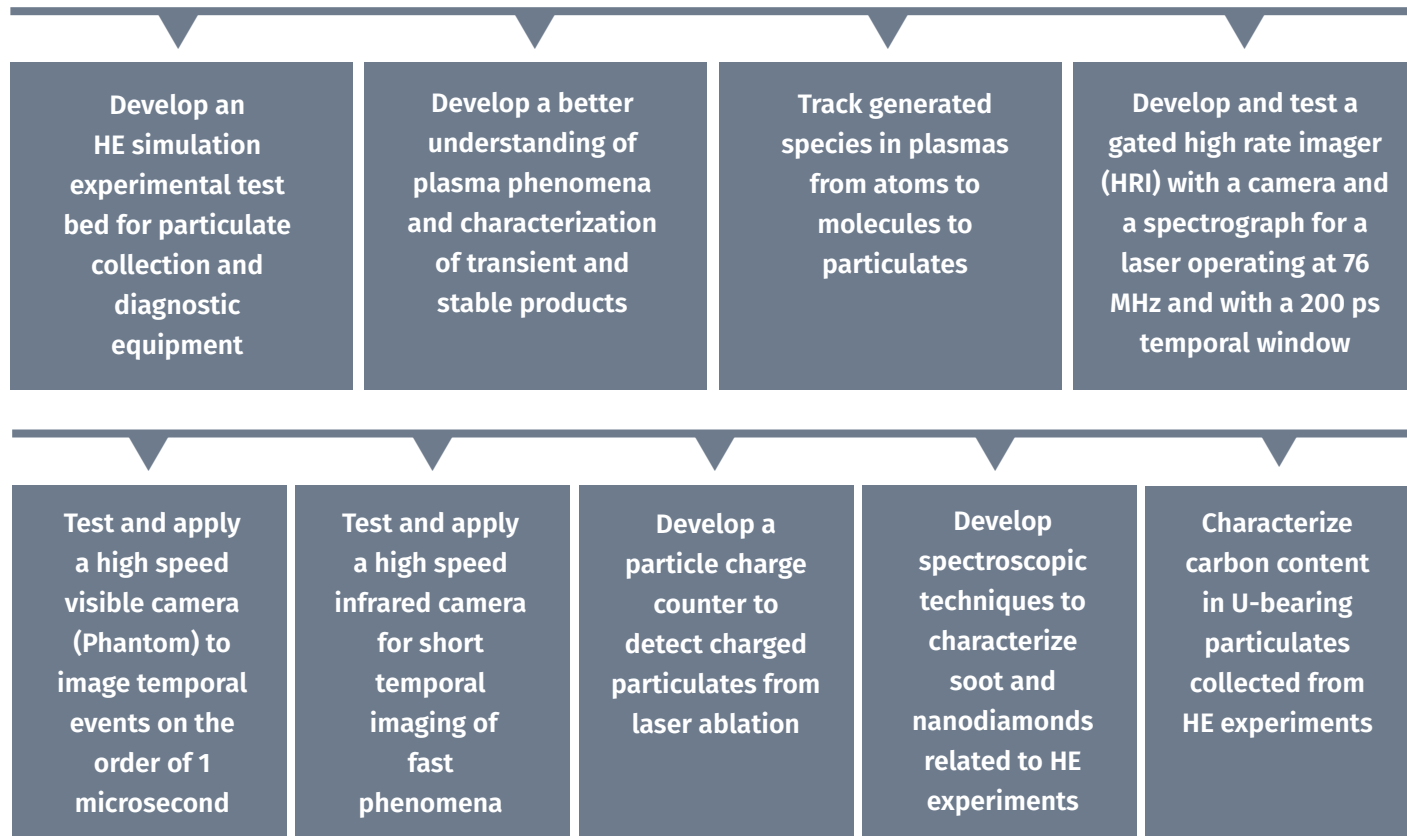 Develop an
HE simulation
experimental test
bed for particulate
collection and
diagnostic
equipment
Develop a better
understanding of
plasma phenomena
and characterization
of transient and
stable products
Track generated
species in plasmas
from atoms to
molecules to
particulates
Develop and test a
gated high rate imager
(HRI) with a camera and
a spectrograph for a
laser operating at 76
MHz and with a 200 ps
temporal window
Test and apply
a high speed
visible camera
(Phantom) to
image temporal
events on the
order of 1
microsecond
Test and apply
a high speed
infrared camera
for short
temporal
imaging of
fast
phenomena
Develop a
particle charge
counter to
detect charged
particulates from
laser ablation
Develop
spectroscopic
techniques to
characterize
soot and
nanodiamonds
related to HE
experiments
Characterize
carbon content
in U-bearing
particulates
collected from
HE experiments